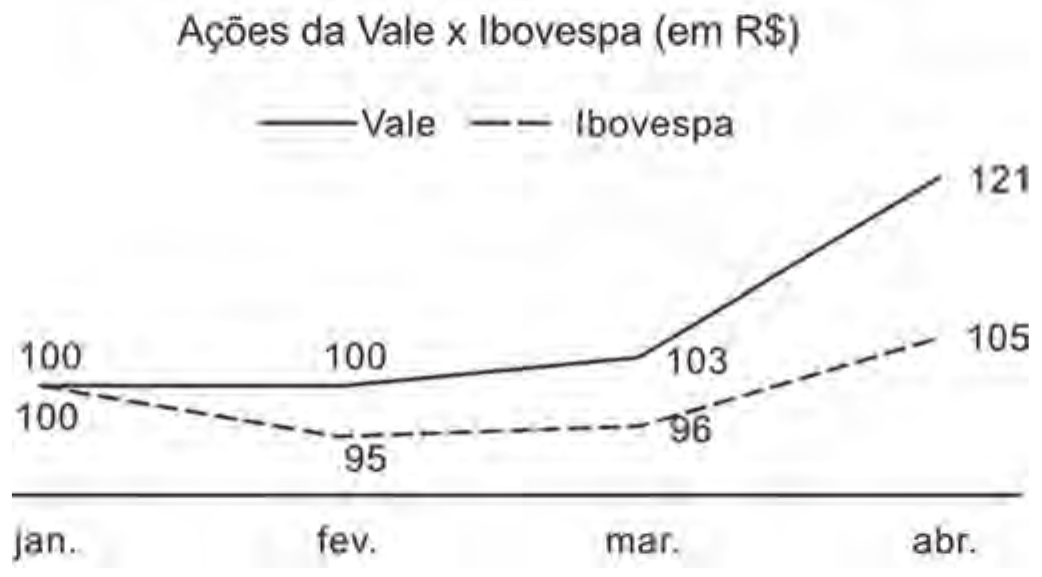 Ações da Vale x Ibovespa (em R$)
Vale Ibovespa
121
105
100 100
103
100
96
95
jan. fev. mar. abr.